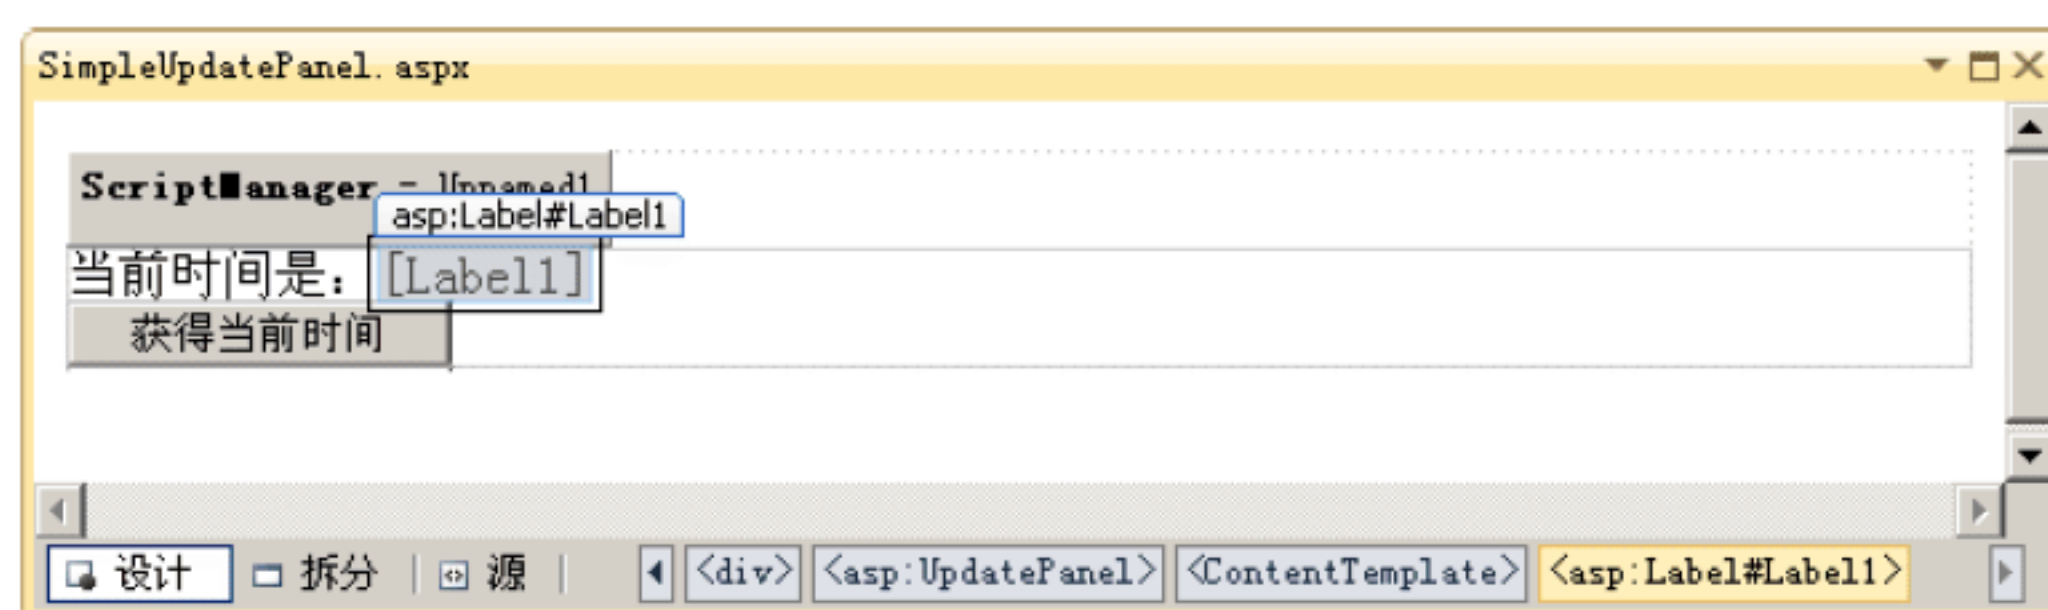 SimpleUpdatePanel.aspx
ScriptManager - Unnamed1
asp:Label#Label1
当前时间是： [Label1]
获得当前时间
设计 拆分 源 <div> <asp:UpdatePanel> <ContentTemplate> <asp:Label#Label1>